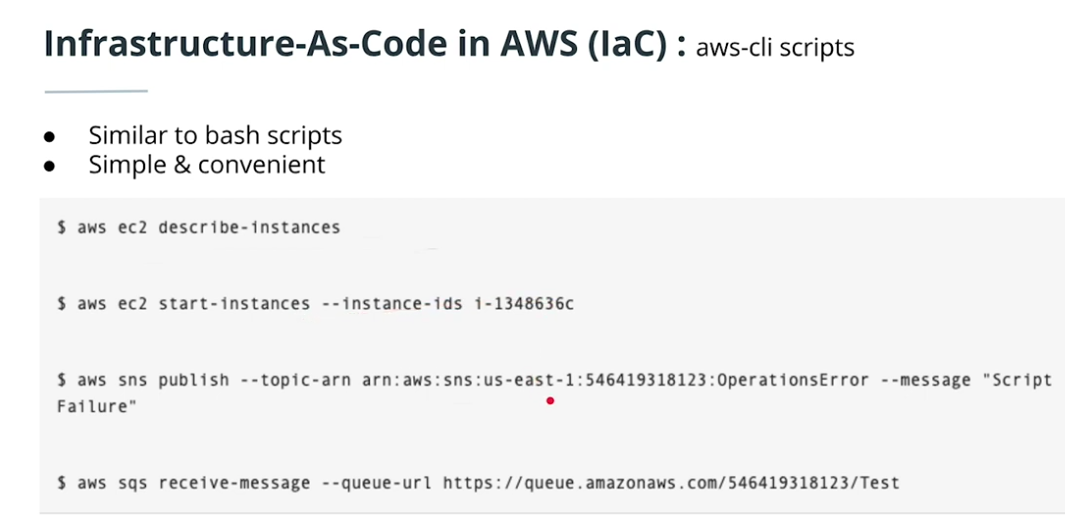 Infrastructure-As-Code in AWS (IaC) : aws-cli scripts
● Similar to bash scripts
● Simple & convenient
$ aws ec2 describe-instances
$ aws ec2 start-instances --instance-ids i-1348636c
$ aws sns publish --topic-arn arn:aws:sns:us-east-1:546419318123:OperationsError --message "Script
Failure"
$ aws sqs receive-message --queue-url https://queue.amazonaws.com/546419318123/Test